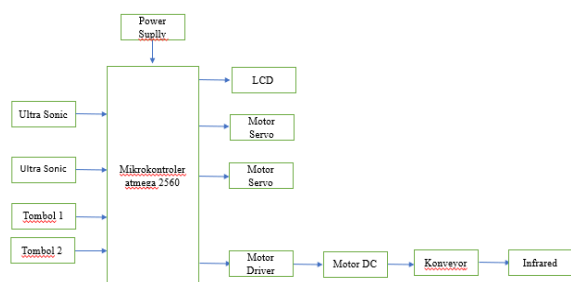 Power
Suplly
LCD
Ultra Sonic
Motor
Servo
Ultra Sonic
Mikrokontroler
atmega 2560
Motor
Servo
Tombol 1
Tombol 2
Motor
Driver
Motor DC
Konveyor
Infrared